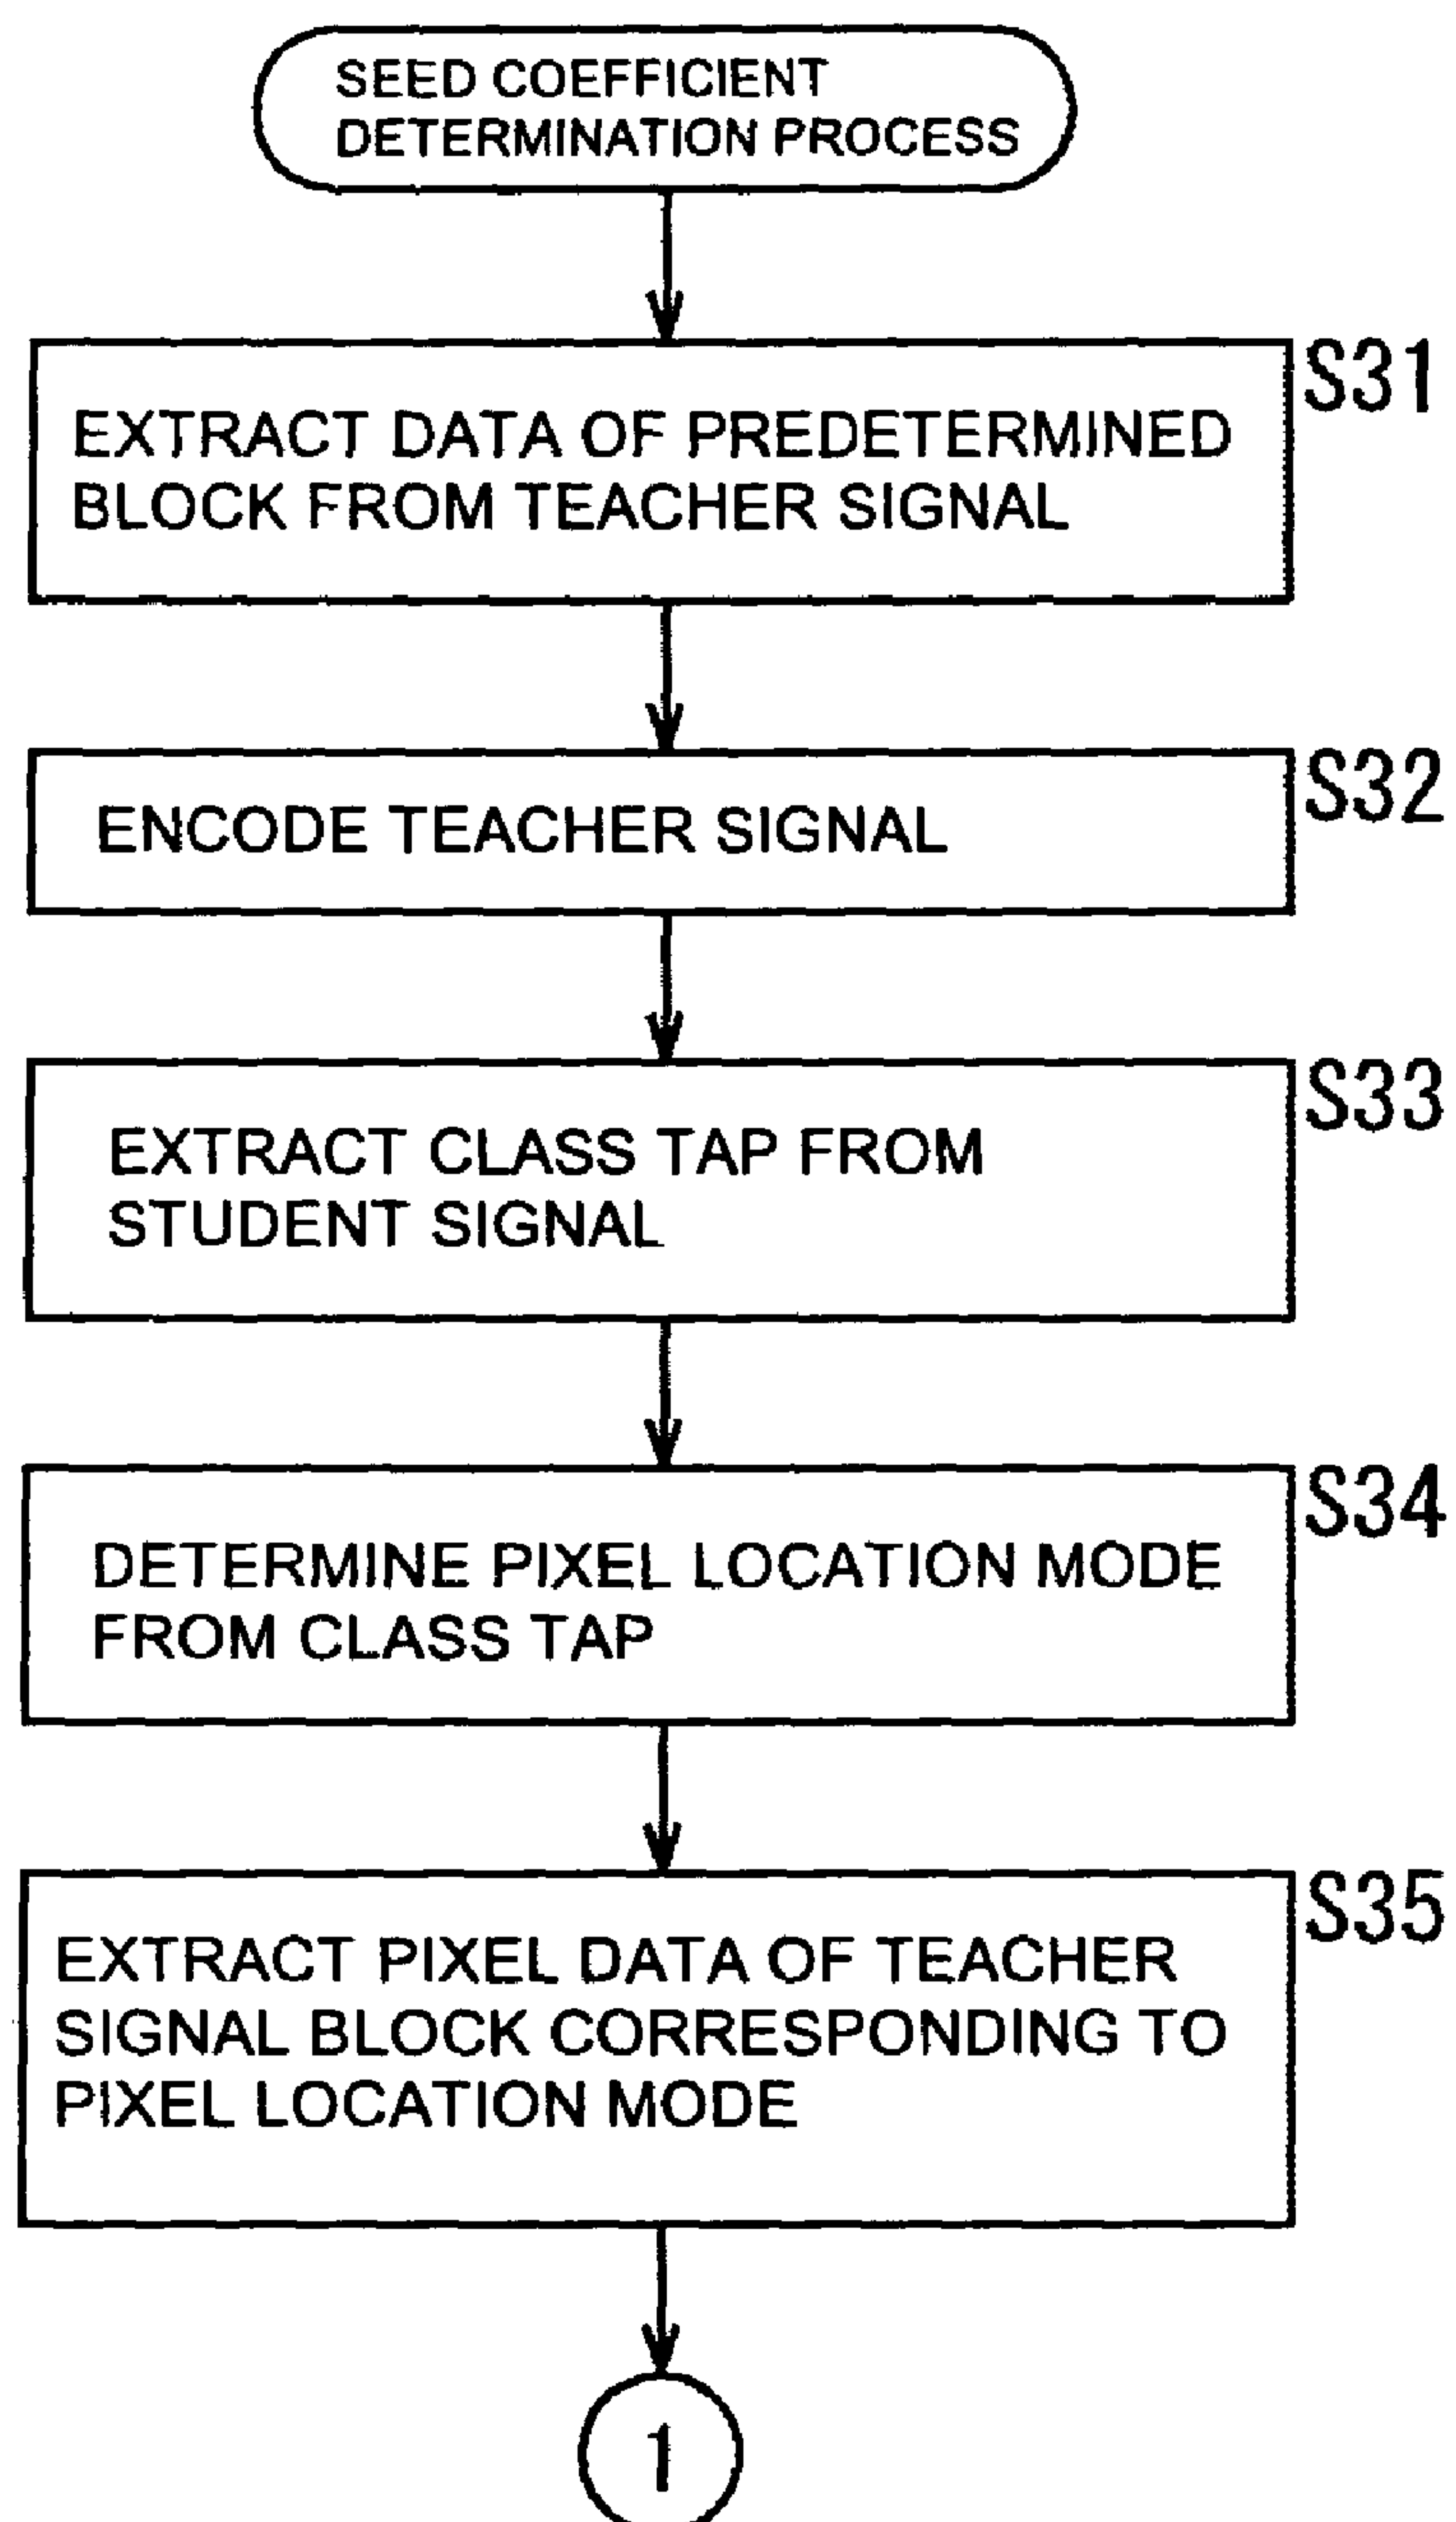 SEED COEFFICIENT
DETERMINATION PROCESS
S31
EXTRACT DATA OF PREDETERMINED
BLOCK FROM TEACHER SIGNAL
S32
ENCODE TEACHER SIGNAL
S33
EXTRACT CLASS TAP FROM
STUDENT SIGNAL
S34
DETERMINE PIXEL LOCATION MODE
FROM CLASS TAP
S35
EXTRACT PIXEL DATA OF TEACHER
SIGNAL BLOCK CORRESPONDING TO
PIXEL LOCATION MODE
1